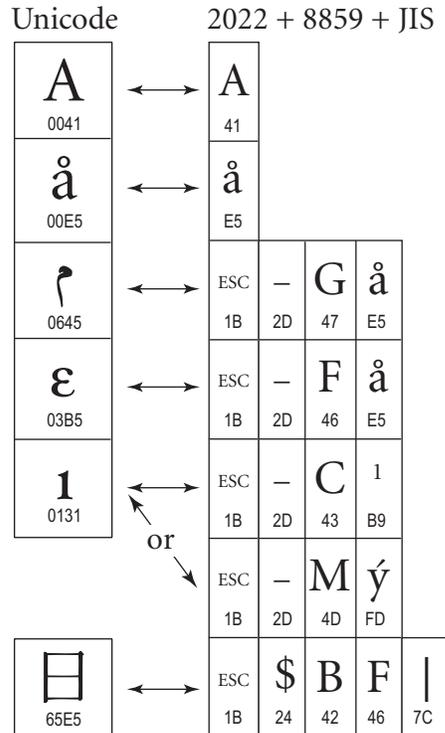 Unicode 2022 + 8859 + JIS
A A
0041 41
å å
00E5 E5
م ESC – G å
0645 1B 2D 47 E5
ε ESC – F å
03B5 1B 2D 46 E5
ı ESC – C ¹
0131 1B 2D 43 B9
or
ESC – M ý
1B 2D 4D FD
日 ESC $ B F |
65E5 1B 24 42 46 7C